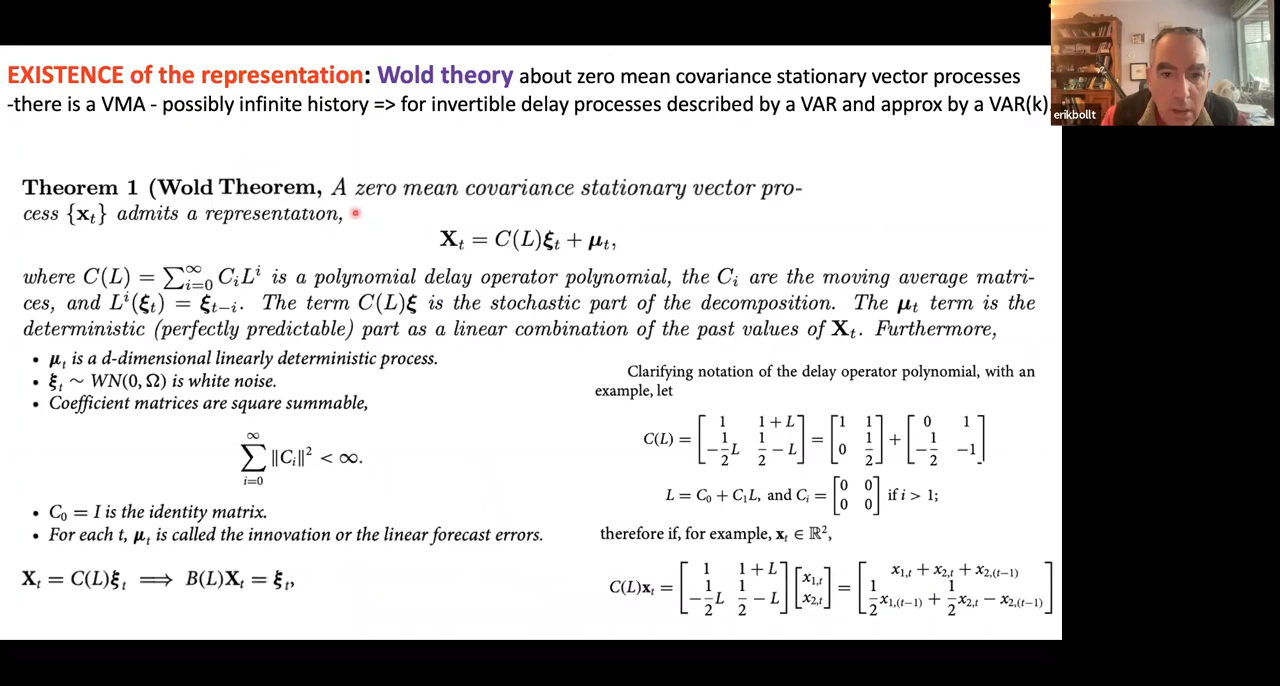 EXISTENCE of the representation: Wold theory about zero mean covariance stationary vector processes
-there is a VMA - possibly infinite history => for invertible delay processes described by a VAR and approx by a VAR(k)
erikbollt
Theorem 1 (Wold Theorem, A zero mean covariance stationary vector pro-
cess {x_t} admits a representation,
X_t = C(L)ξ_t + μ_t,
where C(L) = ∑_{i=0}^{∞} C_i L^i is a polynomial delay operator polynomial, the C_i are the moving average matri-
ces, and L^i(ξ_t) = ξ_{t−i}. The term C(L)ξ is the stochastic part of the decomposition. The μ_t term is the
deterministic (perfectly predictable) part as a linear combination of the past values of X_t. Furthermore,
• μ_t is a d-dimensional linearly deterministic process.
• ξ_t ∼ WN(0, Ω) is white noise.
• Coefficient matrices are square summable,
∑_{i=0}^{∞} ‖C_i‖² < ∞.
• C_0 = I is the identity matrix.
• For each t, μ_t is called the innovation or the linear forecast errors.
X_t = C(L)ξ_t ⟹ B(L)X_t = ξ_t,
Clarifying notation of the delay operator polynomial, with an
example, let
C(L) = [1, 1 + L; −1/2 L, 1/2 − L] = [1, 1; 0, 1/2] + [0, 1; −1/2, −1]
L = C_0 + C_1L, and C_i = [0 0; 0 0] if i > 1;
therefore if, for example, x_t ∈ ℝ²,
C(L)x_t = [1, 1 + L; −1/2 L, 1/2 − L] [x_{1,t}; x_{2,t}] = [x_{1,t} + x_{2,t} + x_{2,(t−1)}; −1/2 x_{1,(t−1)} + 1/2 x_{2,t} − x_{2,(t−1)}]